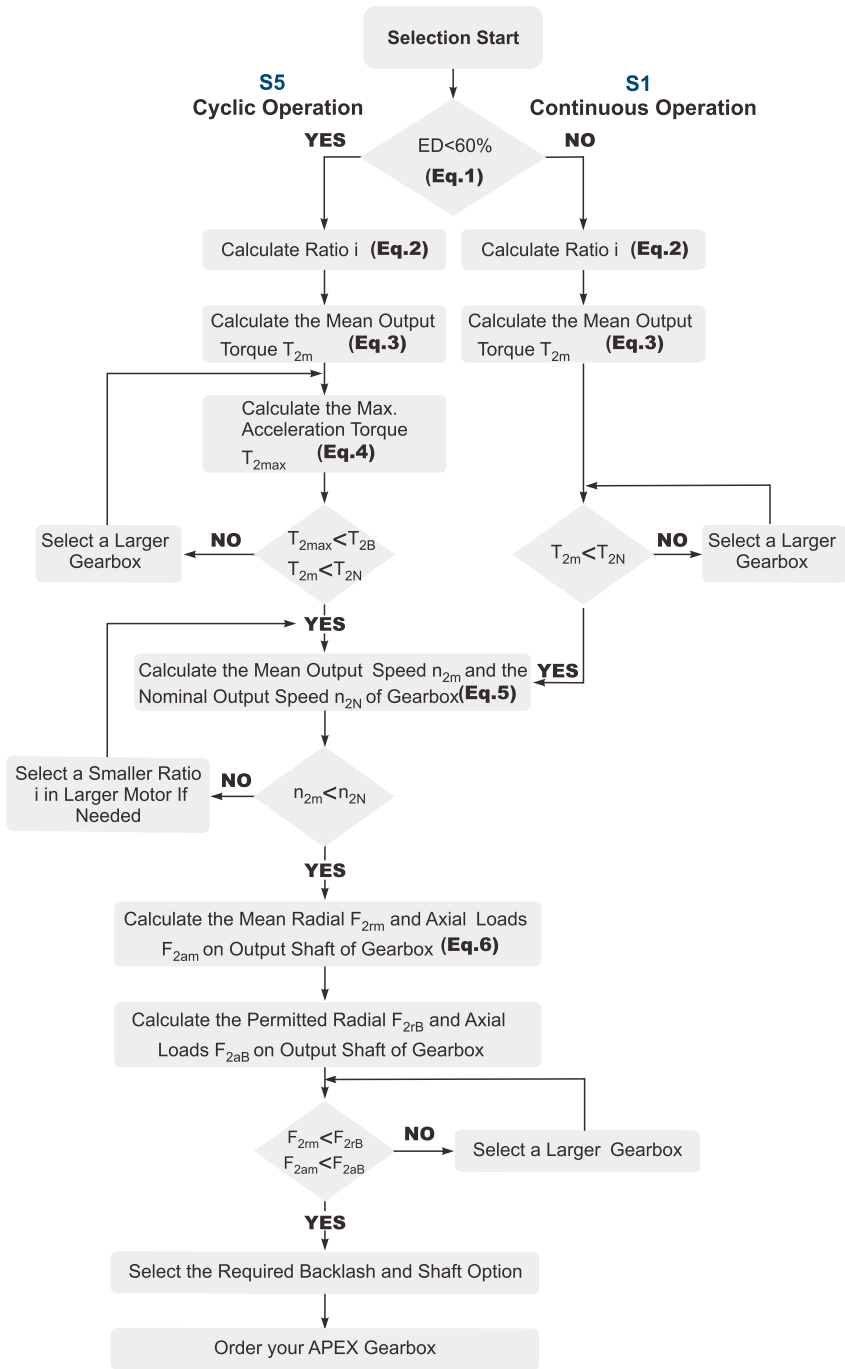 Selection Start
S5
Cyclic Operation
S1
Continuous Operation
YES
ED<60%
(Eq.1)
NO
Calculate Ratio i (Eq.2)
Calculate Ratio i (Eq.2)
Calculate the Mean Output
Torque T2m (Eq.3)
Calculate the Mean Output
Torque T2m (Eq.3)
Calculate the Max.
Acceleration Torque
T2max (Eq.4)
Select a Larger
Gearbox
NO
T2max<T2B
T2m<T2N
T2m<T2N
NO
Select a Larger
Gearbox
YES
Calculate the Mean Output Speed n2m and the
Nominal Output Speed n2N of Gearbox(Eq.5)
YES
Select a Smaller Ratio
i in Larger Motor If
Needed
NO
n2m<n2N
YES
Calculate the Mean Radial F2rm and Axial Loads
F2am on Output Shaft of Gearbox (Eq.6)
Calculate the Permitted Radial F2rB and Axial
Loads F2aB on Output Shaft of Gearbox
F2rm<F2rB
F2am<F2aB
NO
Select a Larger Gearbox
YES
Select the Required Backlash and Shaft Option
Order your APEX Gearbox